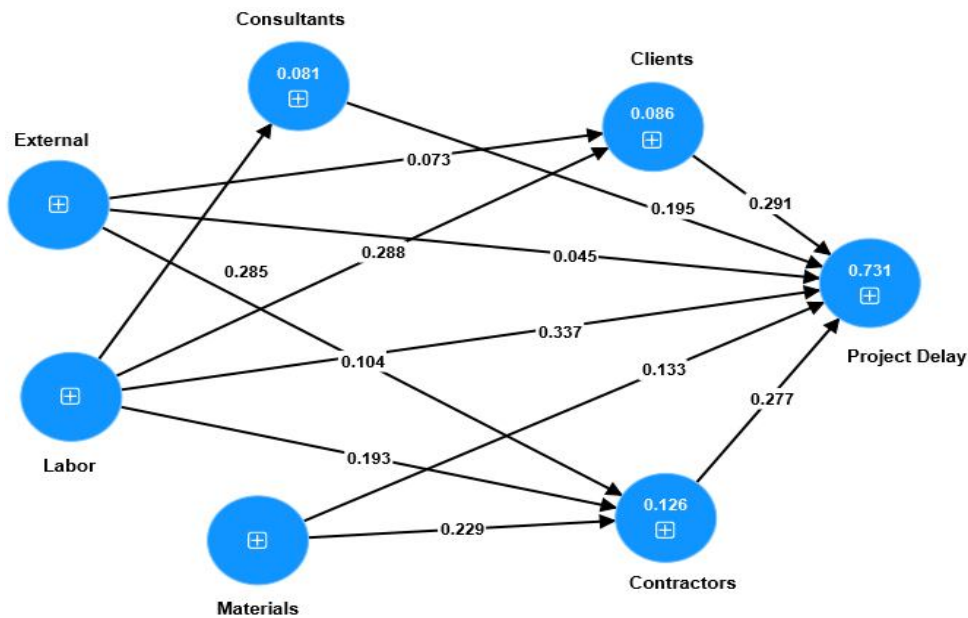 Consultants
0.081
Clients
0.086
External
0.073
0.195
0.291
0.288
0.045
0.285
0.731
0.337
Project Delay
0.104
0.133
0.277
Labor
0.193
0.126
0.229
Contractors
Materials